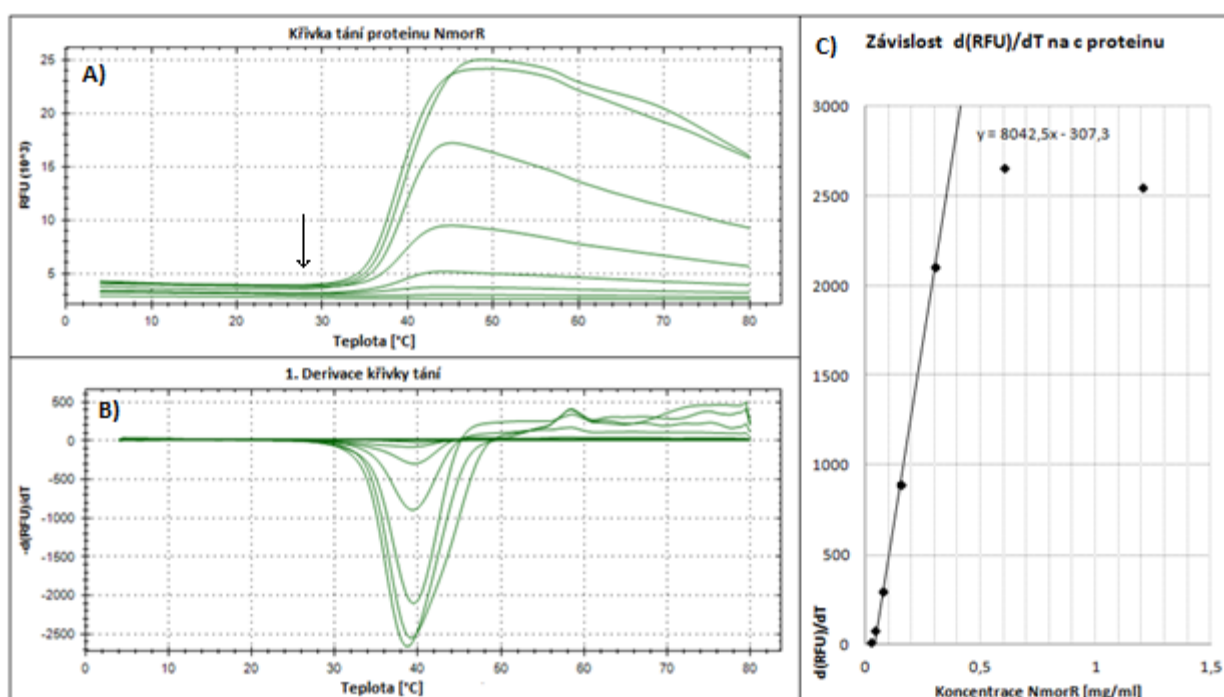 Křivka tání proteinu NmorR
A)
RFU (10^3)
25
20
15
10
5
0 10 20 30 40 50 60 70 80
Teplota [°C]
1. Derivace křivky tání
B)
-d(RFU)/dT
500
0
-500
-1000
-1500
-2000
-2500
0 10 20 30 40 50 60 70 80
Teplota [°C]
C) Závislost d(RFU)/dT na c proteinu
y = 8042,5x - 307,3
d(RFU)/dT
3000
2500
2000
1500
1000
500
0
0 0,5 1 1,5
Koncentrace NmorR [mg/ml]